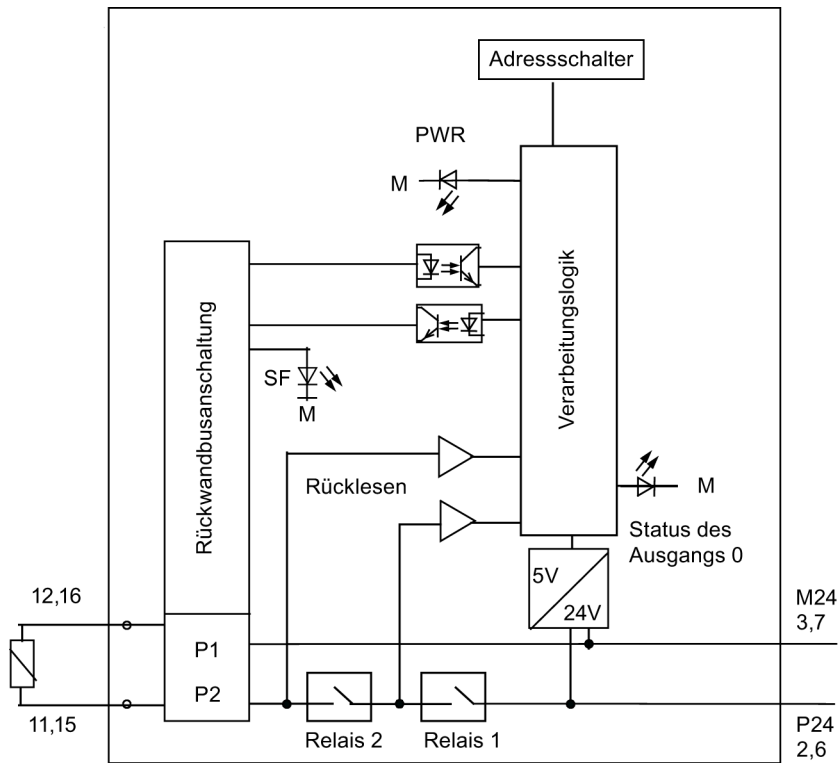 Adressschalter
PWR
M
Rückwandbusanschaltung
Verarbeitungslogik
SF
M
Rücklesen
M
Status des
Ausgangs 0
5V
24V
12,16
M24
3,7
P1
P2
11,15
Relais 2
Relais 1
P24
2,6